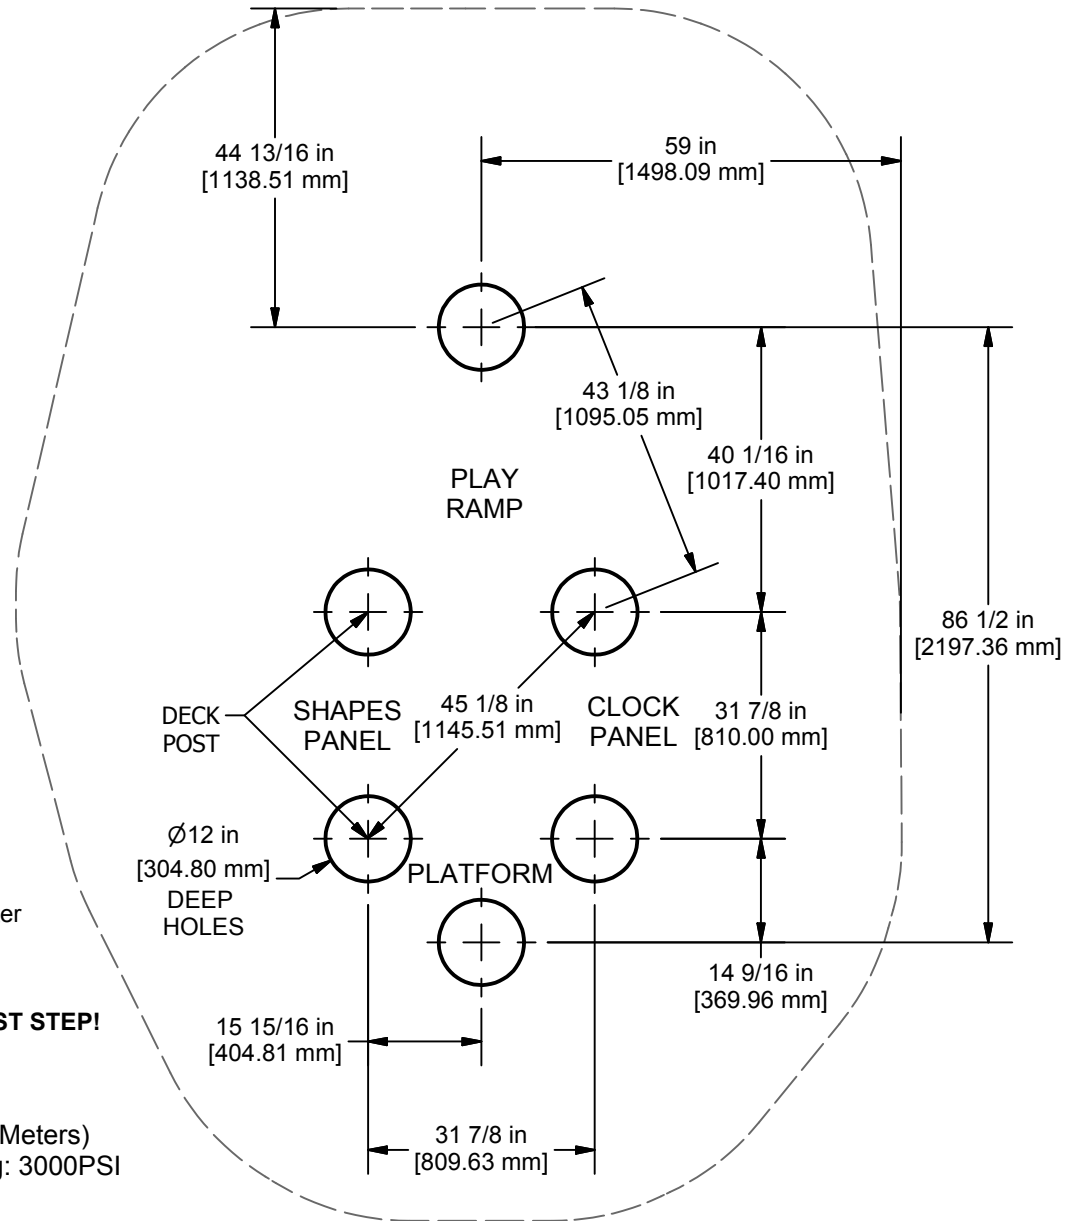 44 13/16 in
[1138.51 mm]
59 in
[1498.09 mm]
43 1/8 in
[1095.05 mm]
40 1/16 in
[1017.40 mm]
PLAY
RAMP
86 1/2 in
[2197.36 mm]
DECK
POST
SHAPES
PANEL
45 1/8 in
[1145.51 mm]
CLOCK
PANEL
31 7/8 in
[810.00 mm]
Ø12 in
[304.80 mm]
DEEP
HOLES
PLATFORM
er
14 9/16 in
[369.96 mm]
ST STEP!
15 15/16 in
[404.81 mm]
Meters)
g: 3000PSI
31 7/8 in
[809.63 mm]